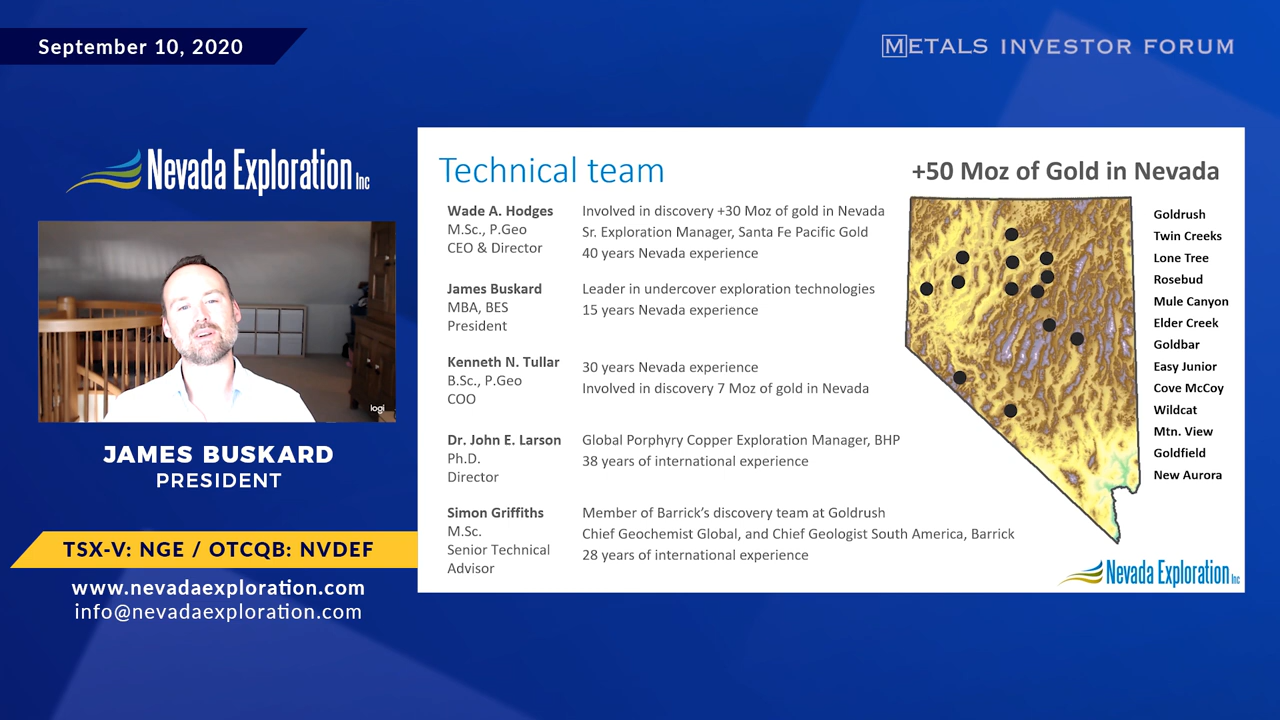 September 10, 2020
METALS INVESTOR FORUM
Nevada Exploration Inc
logi
JAMES BUSKARD
PRESIDENT
TSX-V: NGE / OTCQB: NVDEF
www.nevadaexploration.com
info@nevadaexploration.com
Technical team
Wade A. Hodges
M.Sc., P.Geo
CEO & Director
Involved in discovery +30 Moz of gold in Nevada
Sr. Exploration Manager, Santa Fe Pacific Gold
40 years Nevada experience
James Buskard
MBA, BES
President
Leader in undercover exploration technologies
15 years Nevada experience
Kenneth N. Tullar
B.Sc., P.Geo
COO
30 years Nevada experience
Involved in discovery 7 Moz of gold in Nevada
Dr. John E. Larson
Ph.D.
Director
Global Porphyry Copper Exploration Manager, BHP
38 years of international experience
Simon Griffiths
M.Sc.
Senior Technical
Advisor
Member of Barrick's discovery team at Goldrush
Chief Geochemist Global, and Chief Geologist South America, Barrick
28 years of international experience
+50 Moz of Gold in Nevada
Goldrush
Twin Creeks
Lone Tree
Rosebud
Mule Canyon
Elder Creek
Goldbar
Easy Junior
Cove McCoy
Wildcat
Mtn. View
Goldfield
New Aurora
Nevada Exploration Inc